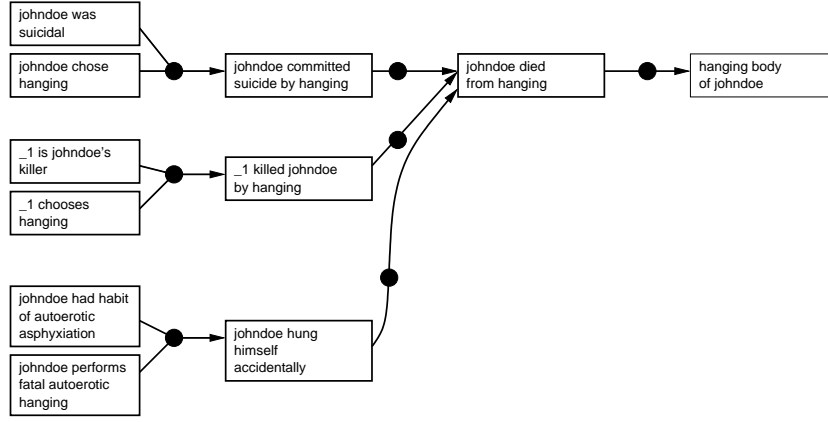 johndoe was
suicidal
johndoe chose
hanging
johndoe committed
suicide by hanging
johndoe died
from hanging
hanging body
of johndoe
_1 is johndoe's
killer
_1 chooses
hanging
_1 killed johndoe
by hanging
johndoe had habit
of autoerotic
asphyxiation
johndoe performs
fatal autoerotic
hanging
johndoe hung
himself
accidentally